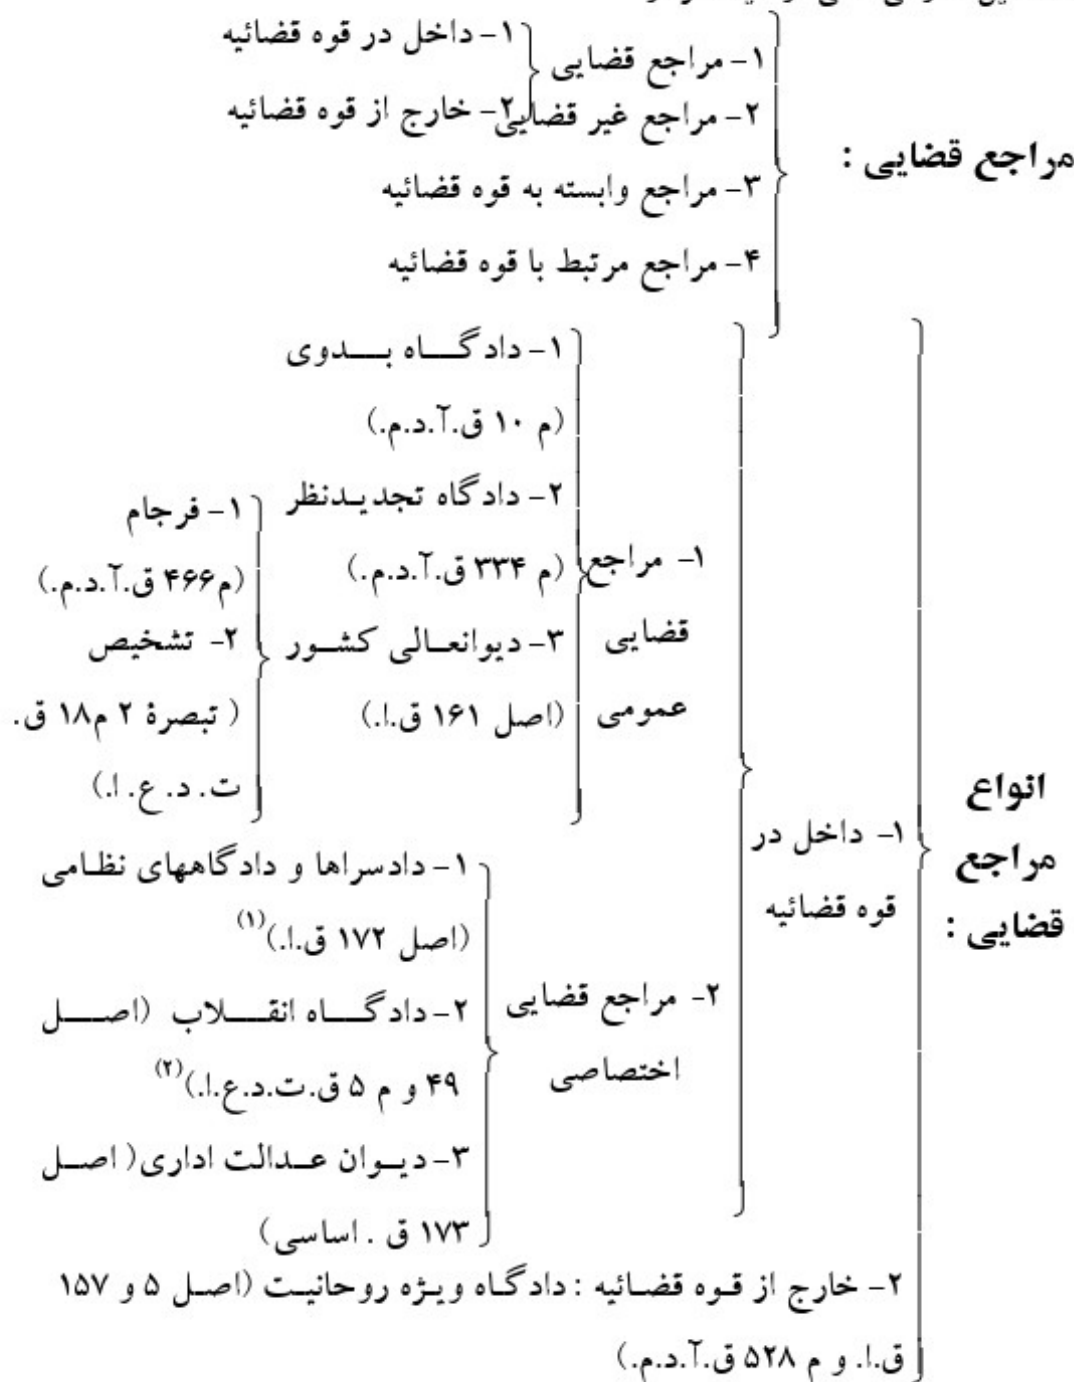 مراجع قضایی :
۱- مراجع قضایی
۱- داخل در قوه قضائیه
۲- خارج از قوه قضائیه
۲- مراجع غیر قضایی
۳- مراجع وابسته به قوه قضائیه
۴- مراجع مرتبط با قوه قضائیه
انواع
مراجع
قضایی :
۱- داخل در
قوه قضائیه
۱- مراجع
قضایی
عمومی
۱- دادگاه بدوی
(م ۱۰ ق.آ.د.م.)
۲- دادگاه تجدیدنظر
(م ۳۳۴ ق.آ.د.م.)
۳- دیوانعالی کشور
(اصل ۱۶۱ ق.ا.)
۱- فرجام
(م۴۶۶ ق.آ.د.م.)
۲- تشخیص
( تبصرۀ ۲ م۱۸ ق.
ت. د. ع. ا.)
۲- مراجع قضایی
اختصاصی
۱- دادسراها و دادگاههای نظامی
(اصل ۱۷۲ ق.ا.)(۱)
۲- دادگاه انقلاب (اصل
۴۹ و م ۵ ق.ت.د.ع.ا.)(۲)
۳- دیوان عدالت اداری( اصل
۱۷۳ ق . اساسی)
۲- خارج از قوه قضائیه : دادگاه ویژه روحانیت (اصل ۵ و ۱۵۷
ق.ا. و م ۵۲۸ ق.آ.د.م.)